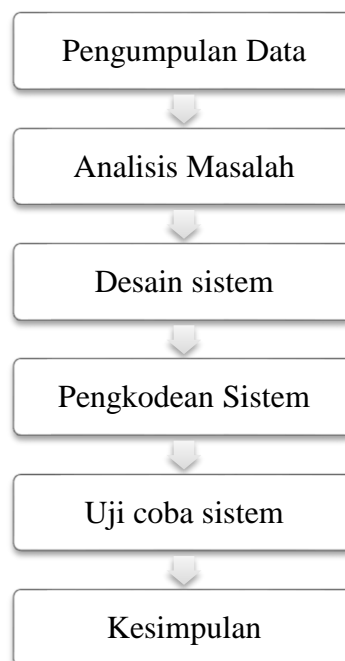 Pengumpulan Data
Analisis Masalah
Desain sistem
Pengkodean Sistem
Uji coba sistem
Kesimpulan